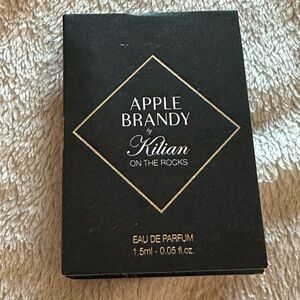 APPLE
BRANDY
by
Kilian
ON THE ROCKS
EAU DE PARFUM
1.5ml - 0.05 fl.oz.